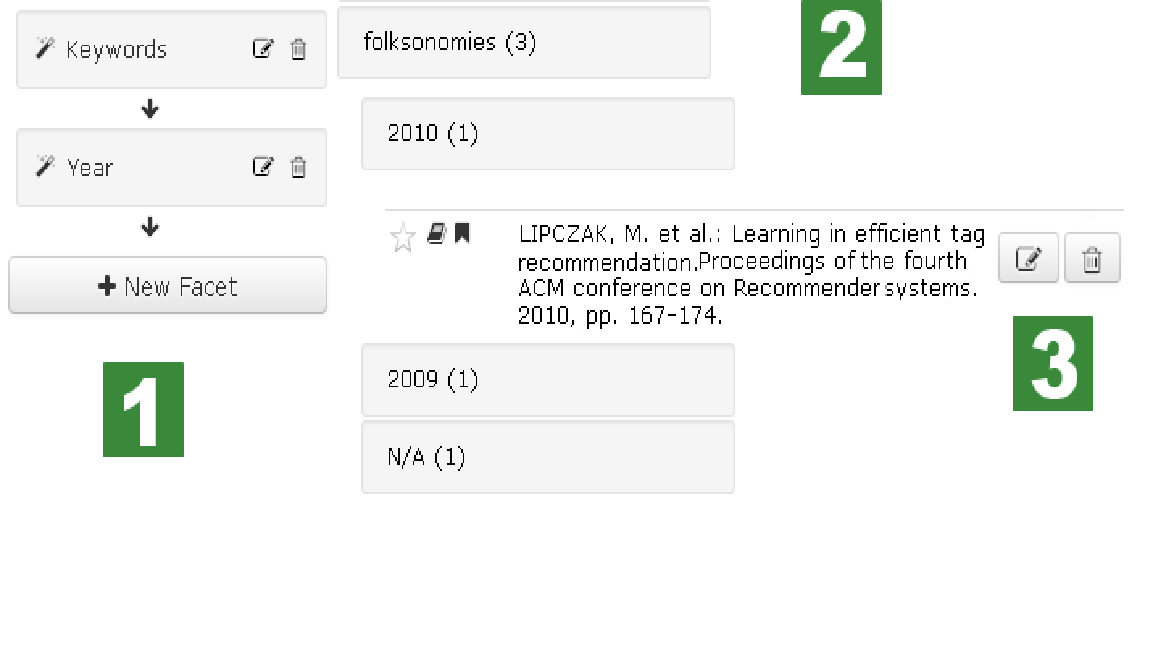 Keywords
Year
+ New Facet
1
folksonomies (3)
2
2010 (1)
LIPCZAK, M. et al.: Learning in efficient tag
recommendation.Proceedings of the fourth
ACM conference on Recommender systems.
2010, pp. 167-174.
3
2009 (1)
N/A (1)